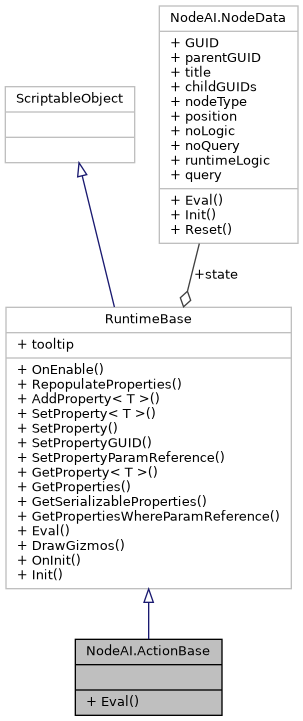 NodeAI.NodeData
+ GUID
+ parentGUID
+ title
+ childGUIDs
+ nodeType
+ position
+ noLogic
+ noQuery
+ runtimeLogic
+ query
+ Eval()
+ Init()
+ Reset()
ScriptableObject
+state
RuntimeBase
+ tooltip
+ OnEnable()
+ RepopulateProperties()
+ AddProperty< T >()
+ SetProperty< T >()
+ SetProperty()
+ SetPropertyGUID()
+ SetPropertyParamReference()
+ GetProperty< T >()
+ GetProperties()
+ GetSerializableProperties()
+ GetPropertiesWhereParamReference()
+ Eval()
+ DrawGizmos()
+ OnInit()
+ Init()
NodeAI.ActionBase
+ Eval()